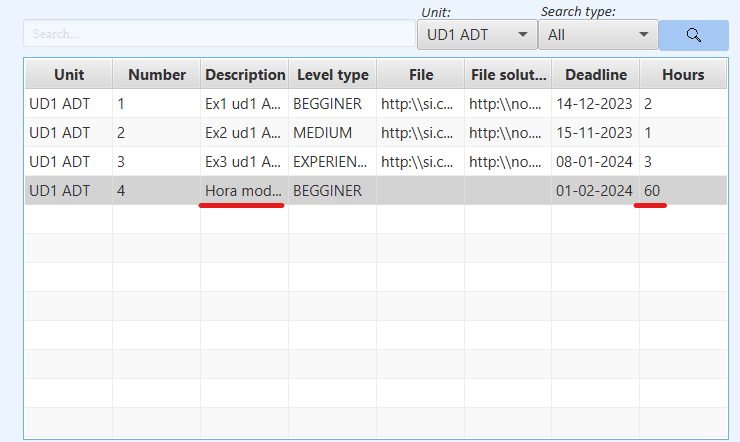 Unit: Search type:
Search... UD1 ADT All
Unit Number Description Level type File File solut... Deadline Hours
UD1 ADT 1 Ex1 ud1 A... BEGGINER http:\\si.c... http:\\no.... 14-12-2023 2
UD1 ADT 2 Ex2 ud1 A... MEDIUM http:\\si.c... http:\\no.... 15-11-2023 1
UD1 ADT 3 Ex3 ud1 A... EXPERIEN... http:\\si.c... http:\\no.... 08-01-2024 3
UD1 ADT 4 Hora mod... BEGGINER 01-02-2024 60